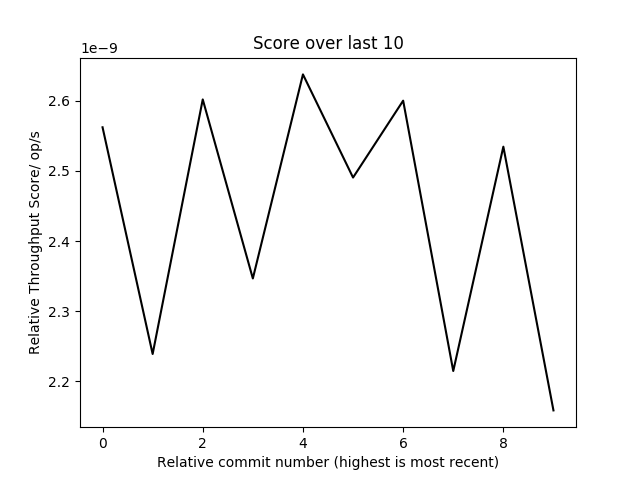 Score over last 10
1e−9
Relative Throughput Score/ op/s
2.6
2.5
2.4
2.3
2.2
0 2 4 6 8
Relative commit number (highest is most recent)